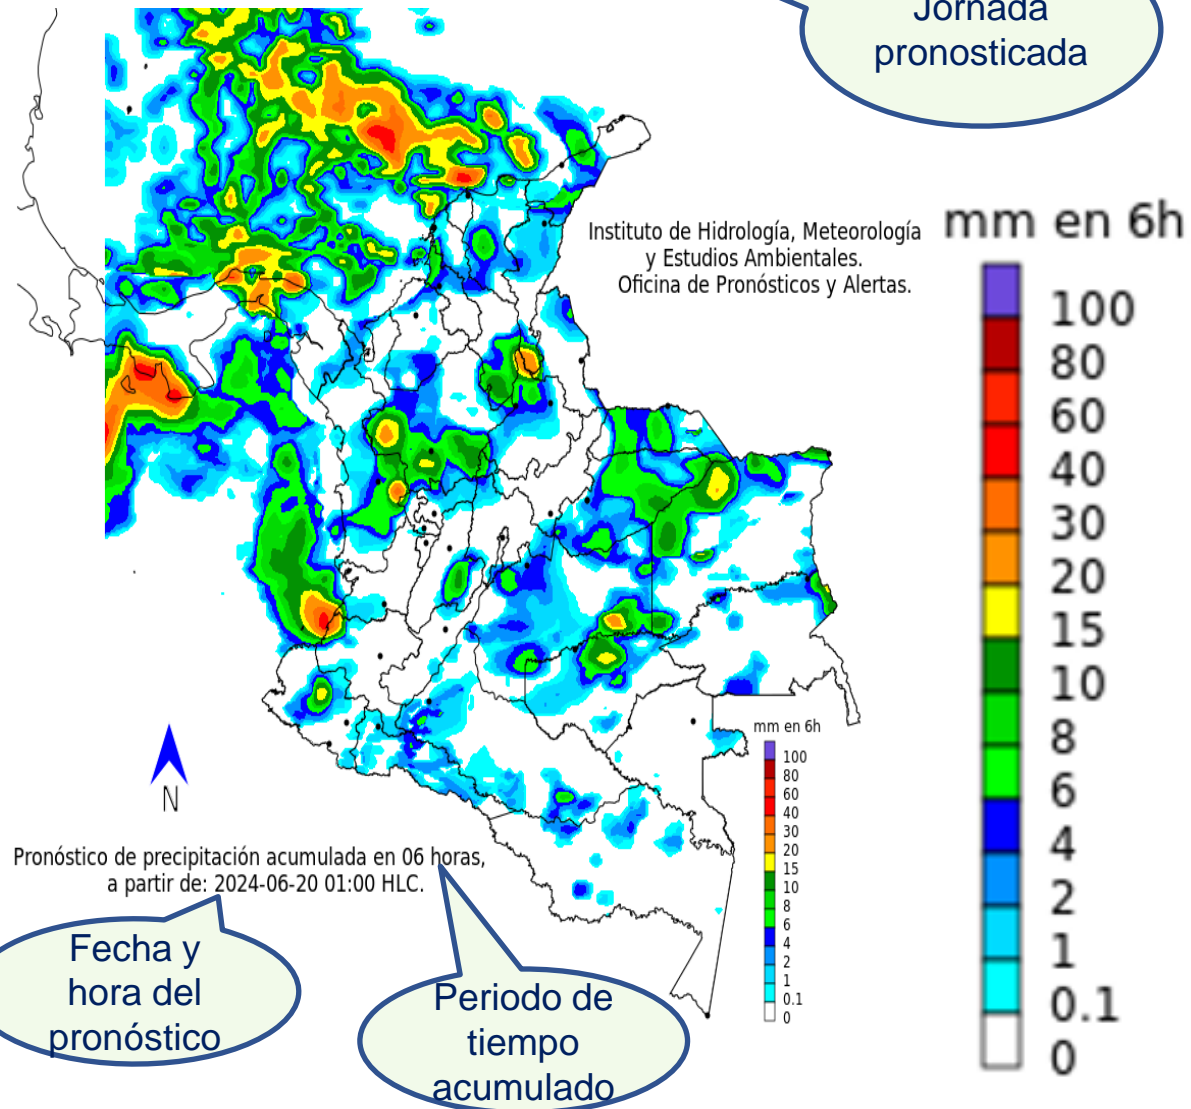 Jornada
pronosticada
Instituto de Hidrología, Meteorología
y Estudios Ambientales.
Oficina de Pronósticos y Alertas.
mm en 6h
100
80
60
40
30
20
15
10
8
6
4
2
1
0.1
0
mm en 6h
100
80
60
40
30
20
15
10
8
6
4
2
1
0.1
0
N
Pronóstico de precipitación acumulada en 06 horas,
a partir de: 2024-06-20 01:00 HLC.
Fecha y
hora del
pronóstico
Periodo de
tiempo
acumulado